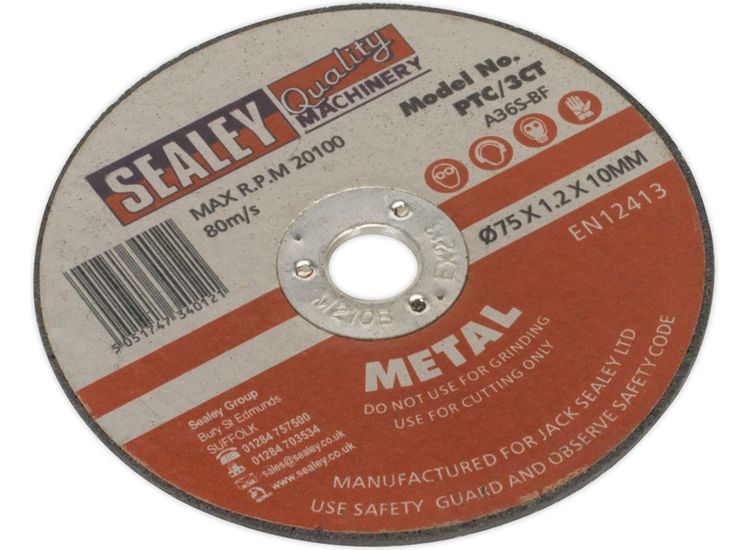 SEALEY
Quality
MACHINERY
Model No.
PTC/3CT
A36S-BF
MAX R.P.M 20100
80m/s
Ø75 X 1.2 X 10MM
EN12413
5 051747 340121
METAL
DO NOT USE FOR GRINDING
USE FOR CUTTING ONLY
Sealey Group
Bury St Edmunds
SUFFOLK
01284 757500
01284 703534
sales@sealey.co.uk
www.sealey.co.uk
MANUFACTURED FOR JACK SEALEY LTD
USE SAFETY GUARD AND OBSERVE SAFETY CODE